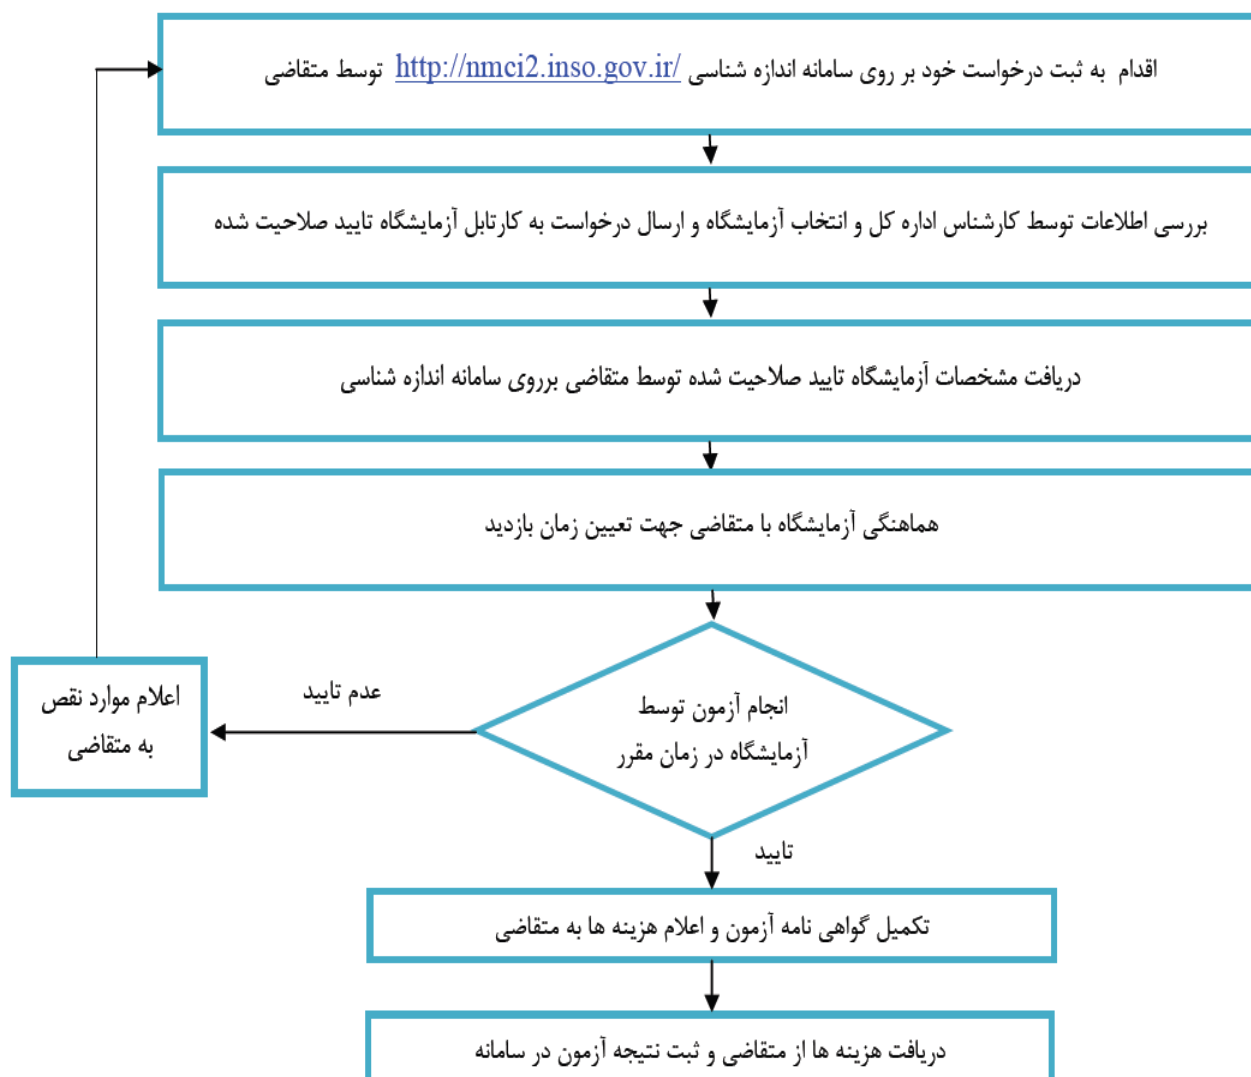 اقدام به ثبت درخواست خود بر روی سامانه اندازه شناسی http://nmci2.inso.gov.ir/ توسط متقاضی
بررسی اطلاعات توسط کارشناس اداره کل و انتخاب آزمایشگاه و ارسال درخواست به کارتابل آزمایشگاه تایید صلاحیت شده
دریافت مشخصات آزمایشگاه تایید صلاحیت شده توسط متقاضی برروی سامانه اندازه شناسی
هماهنگی آزمایشگاه با متقاضی جهت تعیین زمان بازدید
انجام آزمون توسط
آزمایشگاه در زمان مقرر
عدم تایید
اعلام موارد نقص
به متقاضی
تایید
تکمیل گواهی نامه آزمون و اعلام هزینه ها به متقاضی
دریافت هزینه ها از متقاضی و ثبت نتیجه آزمون در سامانه